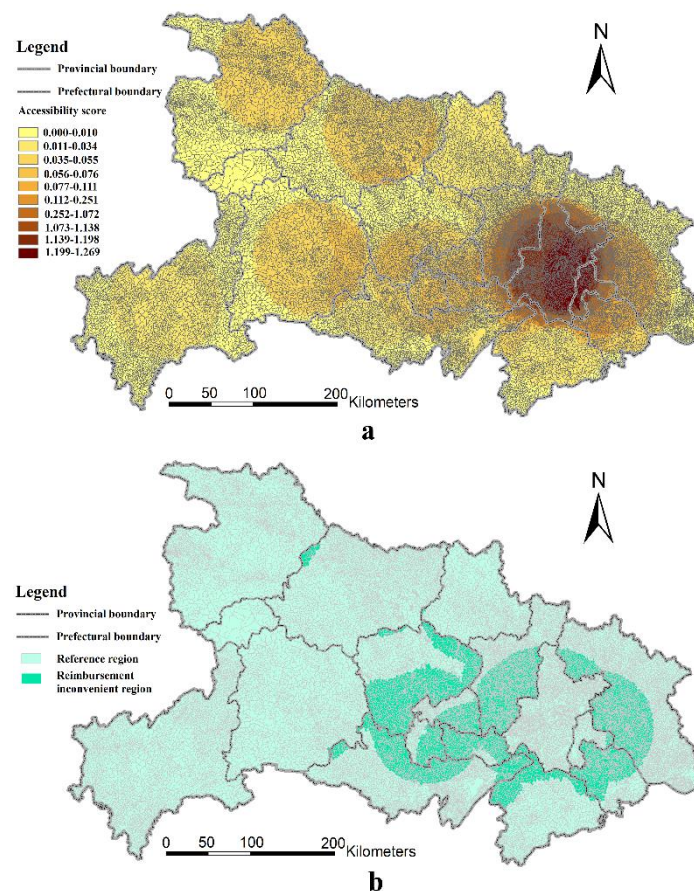 N
Legend
Provincial boundary
Prefectural boundary
Accessibility score
0.000-0.010
0.011-0.034
0.035-0.055
0.056-0.076
0.077-0.111
0.112-0.251
0.252-1.072
1.073-1.138
1.139-1.198
1.199-1.269
0 50 100 200
Kilometers
a
N
Legend
Provincial boundary
Prefectural boundary
Reference region
Reimbursement
inconvenient region
0 50 100 200
Kilometers
b